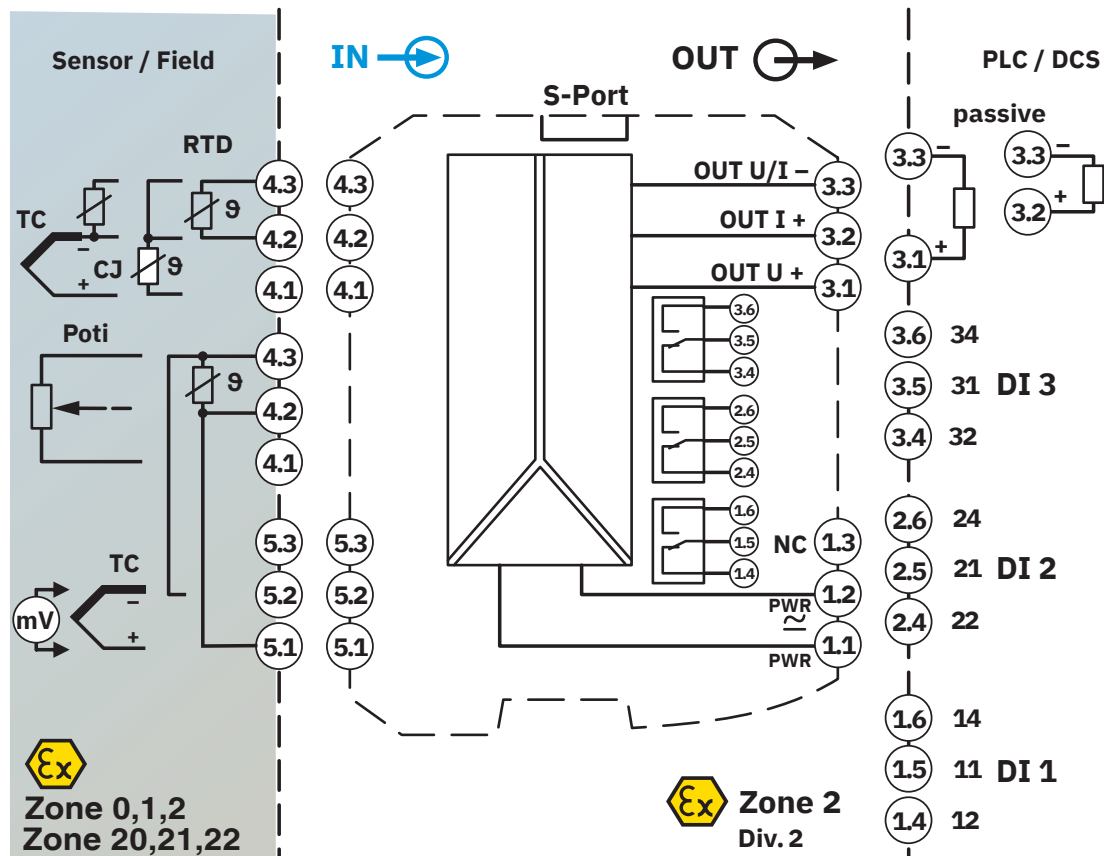 Sensor / Field
IN
OUT
PLC / DCS
S-Port
passive
RTD
4.3
4.3
OUT U/I –
3.3
3.3 –
3.3 –
ϑ
TC
–
4.2
4.2
OUT I +
3.2
3.2 +
CJ
ϑ
+
4.1
4.1
OUT U +
3.1
3.1 +
Poti
4.3
ϑ
4.2
4.1
3.6
3.5
3.4
3.6 34
3.5 31 DI 3
3.4 32
2.6
2.5
2.4
2.6 24
2.5 21 DI 2
2.4 22
1.6
1.5
1.4
5.3
5.3
NC 1.3
TC
–
5.2
5.2
PWR 1.2
mV
+
5.1
5.1
PWR 1.1
1.6 14
1.5 11 DI 1
1.4 12
Ex
Zone 0,1,2
Zone 20,21,22
Ex
Zone 2
Div. 2